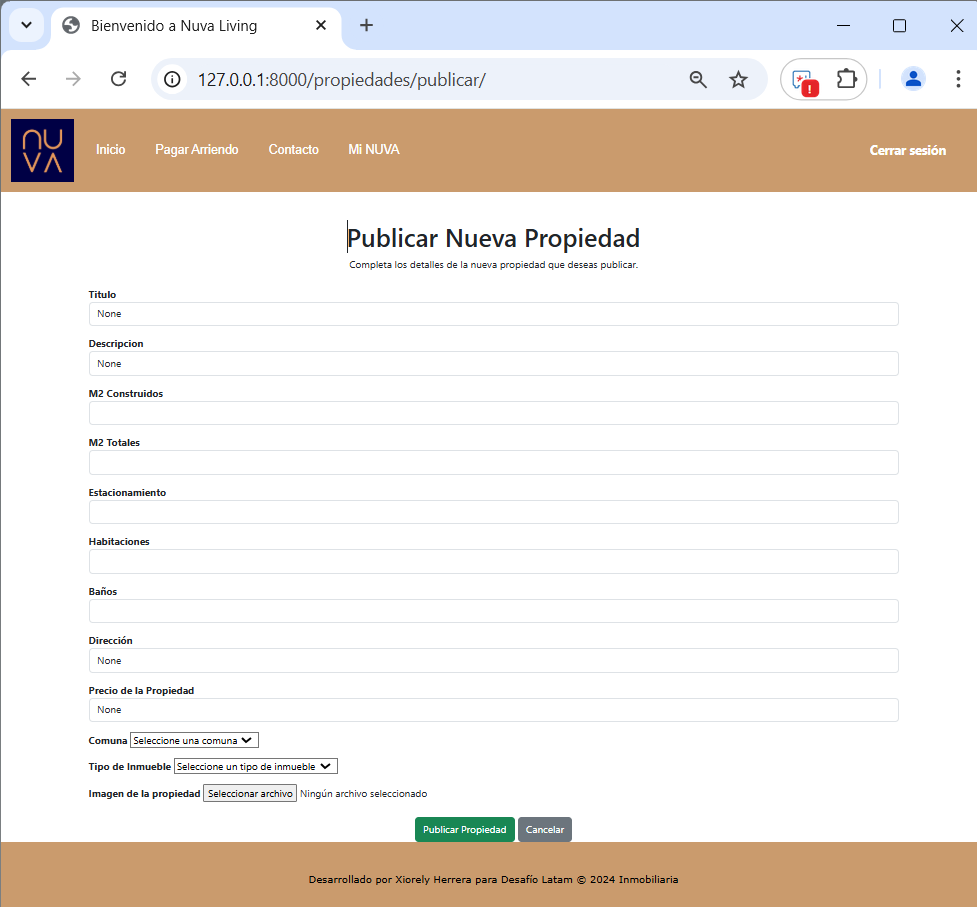 Bienvenido a Nuva Living
127.0.0.1:8000/propiedades/publicar/
NUVA
Inicio
Pagar Arriendo
Contacto
Mi NUVA
Cerrar sesión
Publicar Nueva Propiedad
Completa los detalles de la nueva propiedad que deseas publicar.
Titulo
None
Descripcion
None
M2 Construidos
M2 Totales
Estacionamiento
Habitaciones
Baños
Dirección
None
Precio de la Propiedad
None
Comuna Seleccione una comuna
Tipo de Inmueble Seleccione un tipo de inmueble
Imagen de la propiedad Seleccionar archivo Ningún archivo seleccionado
Publicar Propiedad Cancelar
Desarrollado por Xiorely Herrera para Desafío Latam © 2024 Inmobiliaria